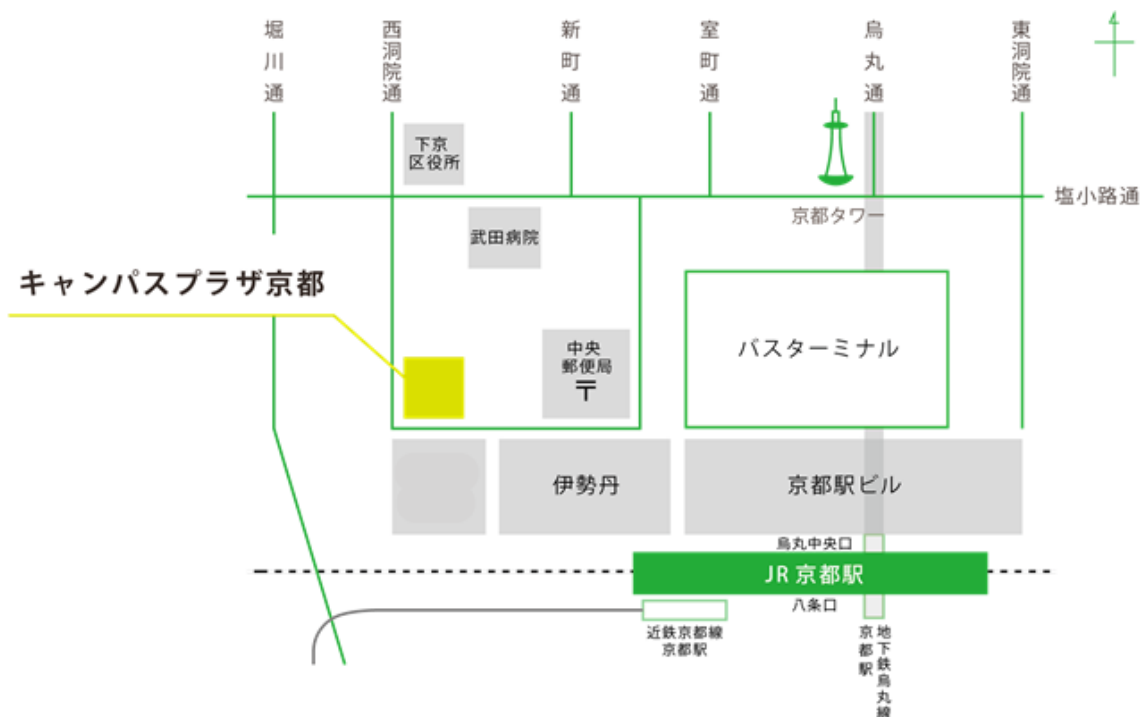 堀川通
西洞院通
新町通
室町通
烏丸通
東洞院通
4
下京
区役所
塩小路通
京都タワー
武田病院
キャンパスプラザ京都
中央
郵便局
〒
バスターミナル
伊勢丹
京都駅ビル
烏丸中央口
JR 京都駅
八条口
近鉄京都線
京都駅
地下鉄烏丸線
京都駅